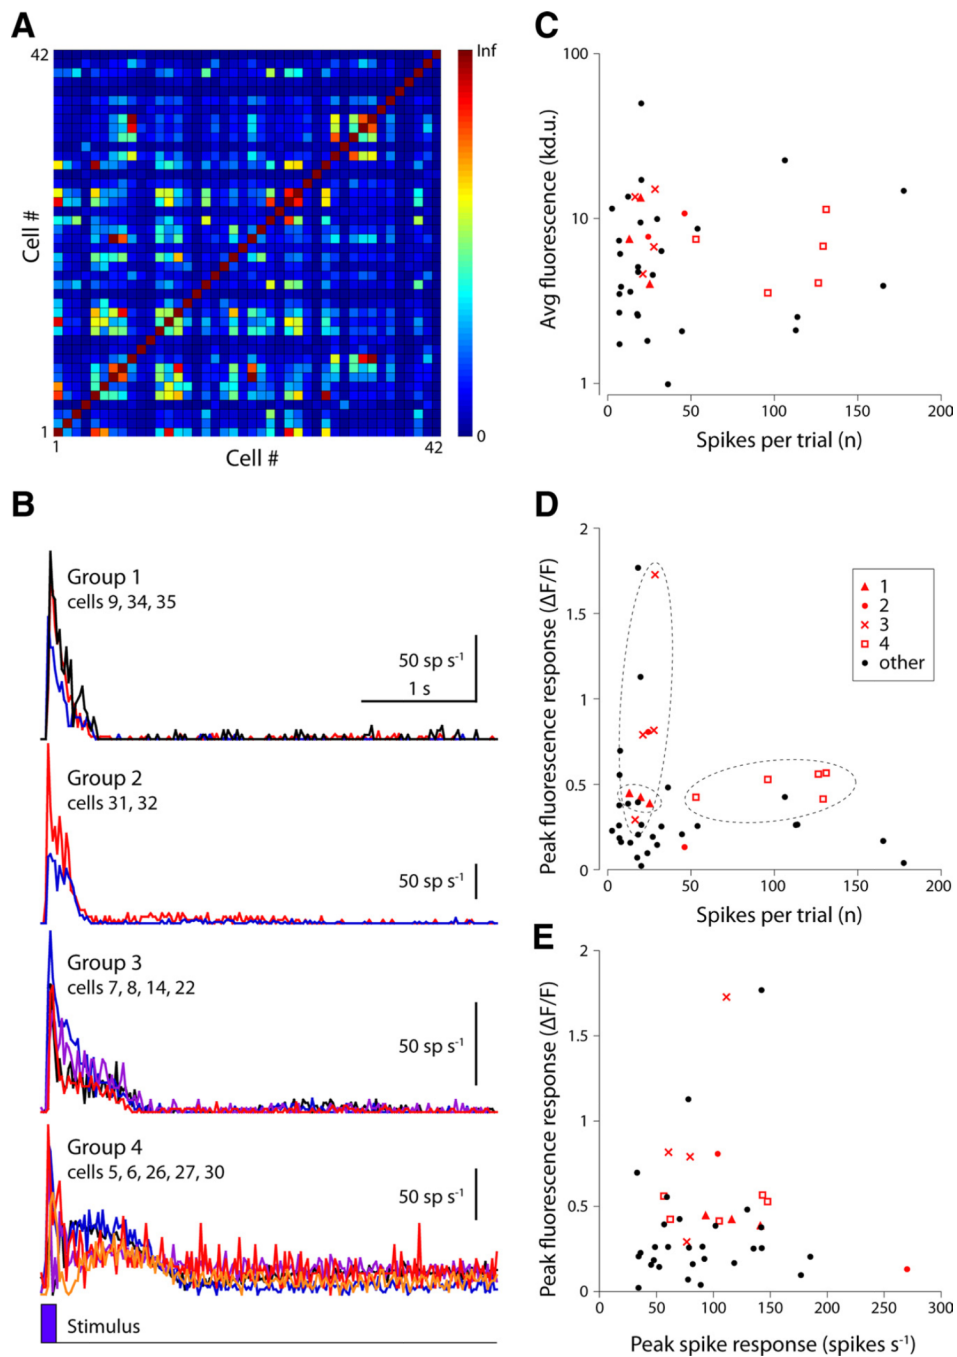 A
42
Cell #
1
1
42
Cell #
Inf
0
B
Group 1
cells 9, 34, 35
50 sp s⁻¹
1 s
Group 2
cells 31, 32
50 sp s⁻¹
Group 3
cells 7, 8, 14, 22
50 sp s⁻¹
Group 4
cells 5, 6, 26, 27, 30
50 sp s⁻¹
Stimulus
C
100
10
1
Avg fluorescence (kd.u.)
0 50 100 150 200
Spikes per trial (n)
D
2
1.5
1
0.5
0
Peak fluorescence response (ΔF/F)
1
2
3
4
other
0 50 100 150 200
Spikes per trial (n)
E
2
1.5
1
0.5
0
Peak fluorescence response (ΔF/F)
0 50 100 150 200 250 300
Peak spike response (spikes s⁻¹)